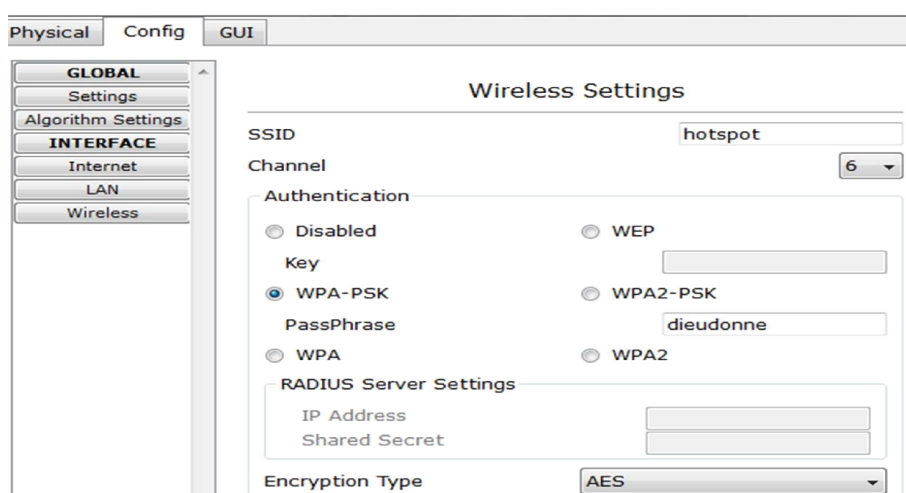 Physical Config GUI
GLOBAL
Settings
Algorithm Settings
INTERFACE
Internet
LAN
Wireless
Wireless Settings
SSID hotspot
Channel 6
Authentication
Disabled WEP
Key
WPA-PSK WPA2-PSK
PassPhrase dieudonne
WPA WPA2
RADIUS Server Settings
IP Address
Shared Secret
Encryption Type AES